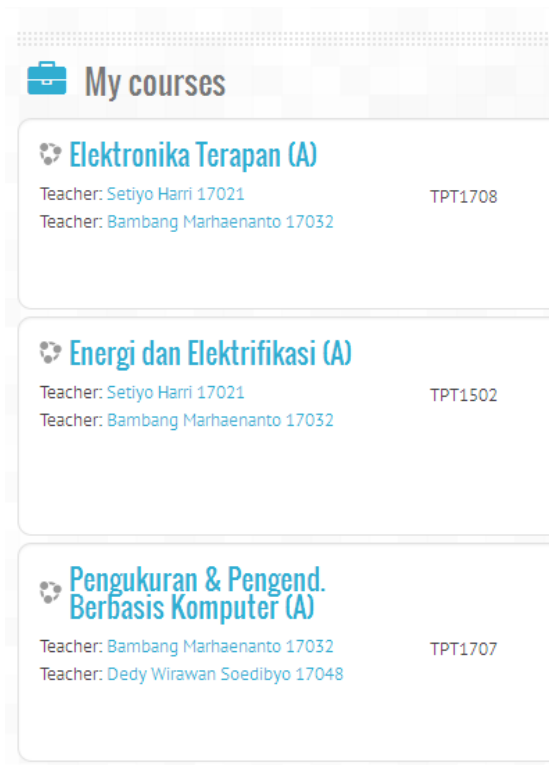 My courses
Elektronika Terapan (A)
Teacher: Setiyo Harri 17021
TPT1708
Teacher: Bambang Marhaenanto 17032
Energi dan Elektrifikasi (A)
Teacher: Setiyo Harri 17021
TPT1502
Teacher: Bambang Marhaenanto 17032
Pengukuran & Pengend.
Berbasis Komputer (A)
Teacher: Bambang Marhaenanto 17032
TPT1707
Teacher: Dedy Wirawan Soedibyo 17048